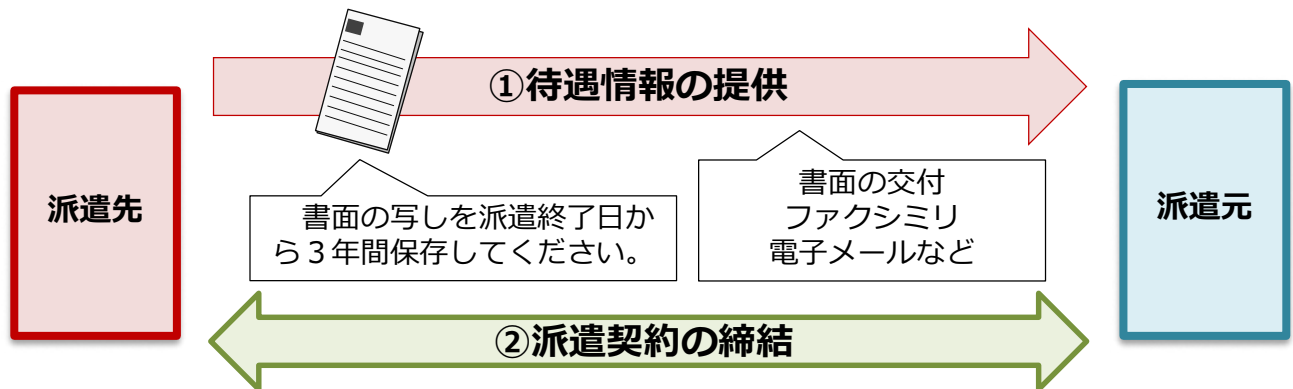 ①待遇情報の提供
派遣先
書面の写しを派遣終了日か
ら３年間保存してください。
書面の交付
ファクシミリ
電子メールなど
派遣元
②派遣契約の締結